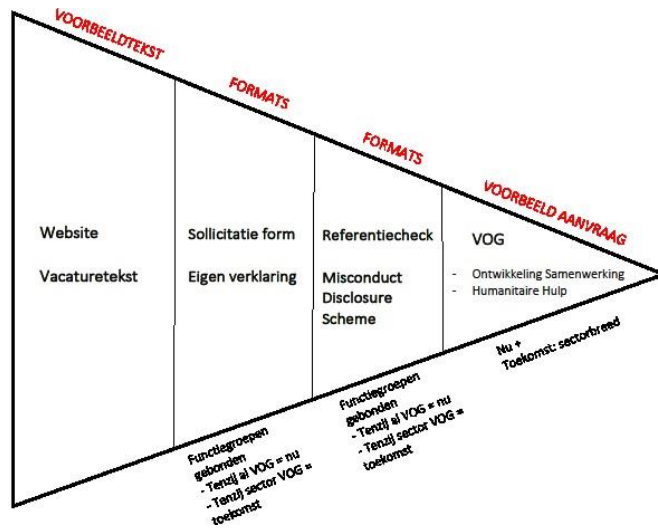 VOORBEELDTEKST
FORMATS
FORMATS
VOORBEELD AANVRAAG
Website
Vacaturetekst
Sollicitatie form
Eigen verklaring
Referentiecheck
Misconduct
Disclosure
Scheme
VOG
- Ontwikkeling Samenwerking
- Humanitaire Hulp
Functiegroepen
gebonden
- Tenzij al VOG = nu
- Tenzij sector VOG =
toekomst
Functiegroepen
gebonden
- Tenzij al VOG = nu
- Tenzij sector VOG =
toekomst
Nu +
Toekomst: sectorbreed